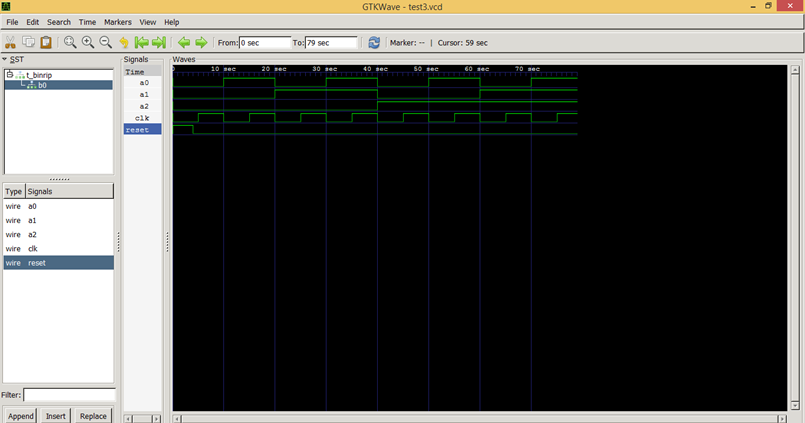 GTKWave - test3.vcd
File Edit Search Time Markers View Help
From: 0 sec To: 79 sec Marker: -- | Cursor: 59 sec
SST
t_binrip
b0
Type Signals
wire a0
wire a1
wire a2
wire clk
wire reset
Filter:
Append Insert Replace
Signals
Time
a0
a1
a2
clk
reset
Waves
0 10 sec 20 sec 30 sec 40 sec 50 sec 60 sec 70 sec